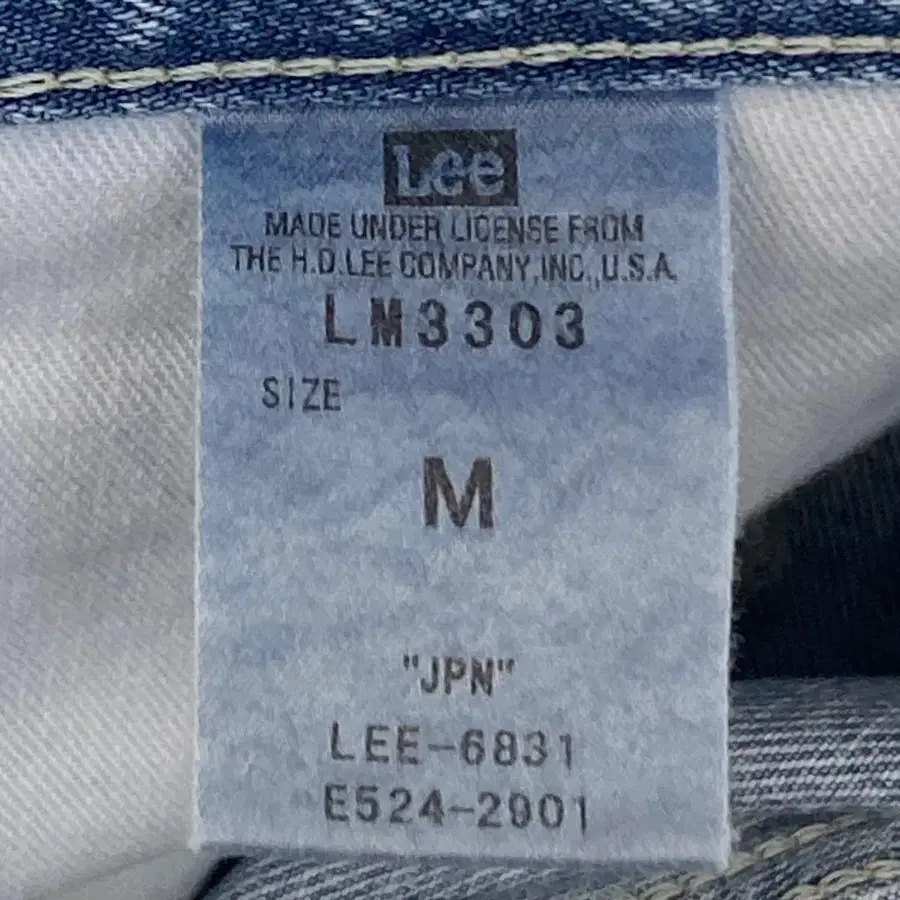 Lee
MADE UNDER LICENSE FROM
THE H.D.LEE COMPANY,INC.,U.S.A.
LM3303
SIZE
M
"JPN"
LEE-6831
E524-2901